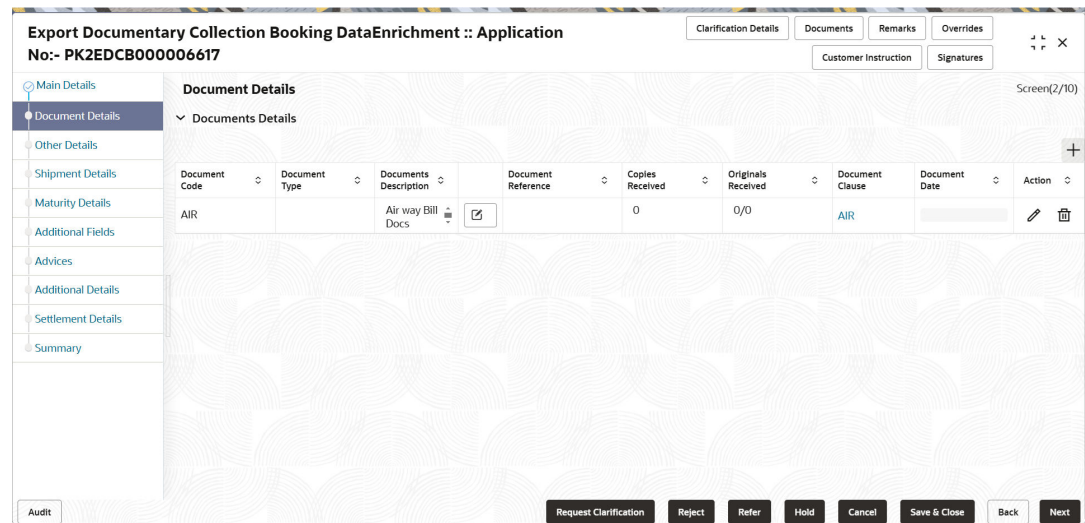 Export Documentary Collection Booking DataEnrichment :: Application
No:- PK2EDCB000006617
Clarification Details
Documents
Remarks
Overrides
Customer Instruction
Signatures
Main Details
Document Details
Other Details
Shipment Details
Maturity Details
Additional Fields
Advices
Additional Details
Settlement Details
Summary
Document Details
Screen(2/10)
Documents Details
Document
Code
Document
Type
Documents
Description
Document
Reference
Copies
Received
Originals
Received
Document
Clause
Document
Date
Action
AIR
Air way Bill
Docs
0
0/0
AIR
Audit
Request Clarification
Reject
Refer
Hold
Cancel
Save & Close
Back
Next